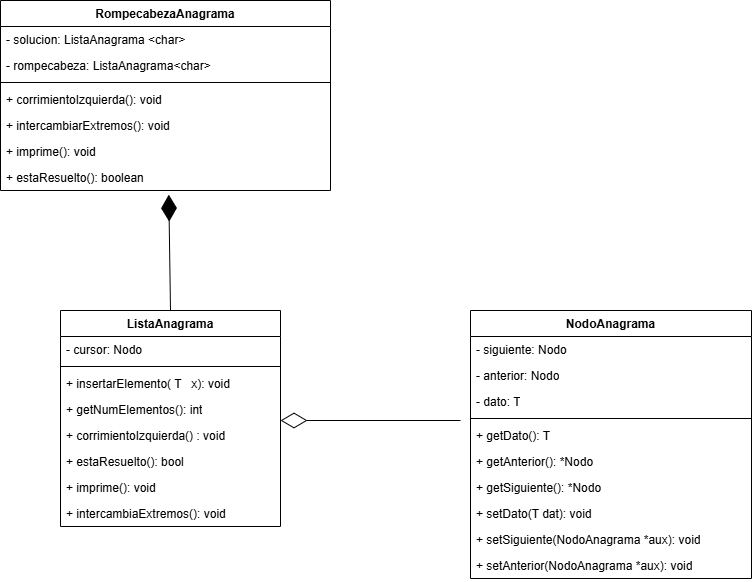 RompecabezaAnagrama
- solucion: ListaAnagrama <char>
- rompecabeza: ListaAnagrama<char>
+ corrimientoIzquierda(): void
+ intercambiarExtremos(): void
+ imprime(): void
+ estaResuelto(): boolean
ListaAnagrama
- cursor: Nodo
+ insertarElemento( T x): void
+ getNumElementos(): int
+ corrimientoIzquierda() : void
+ estaResuelto(): bool
+ imprime(): void
+ intercambiaExtremos(): void
NodoAnagrama
- siguiente: Nodo
- anterior: Nodo
- dato: T
+ getDato(): T
+ getAnterior(): *Nodo
+ getSiguiente(): *Nodo
+ setDato(T dat): void
+ setSiguiente(NodoAnagrama *aux): void
+ setAnterior(NodoAnagrama *aux): void